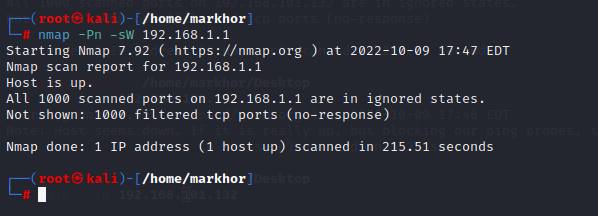 ┌──(root㉿kali)-[/home/markhor]
└─# nmap -Pn -sW 192.168.1.1
Starting Nmap 7.92 ( https://nmap.org ) at 2022-10-09 17:47 EDT
Nmap scan report for 192.168.1.1
Host is up.
All 1000 scanned ports on 192.168.1.1 are in ignored states.
Not shown: 1000 filtered tcp ports (no-response)
Nmap done: 1 IP address (1 host up) scanned in 215.51 seconds
┌──(root㉿kali)-[/home/markhor]
└─#